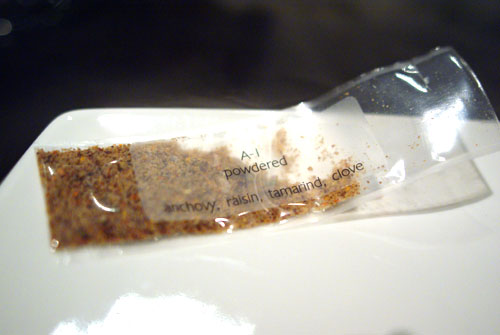 A-1
powdered
anchovy, raisin, tamarind, clove